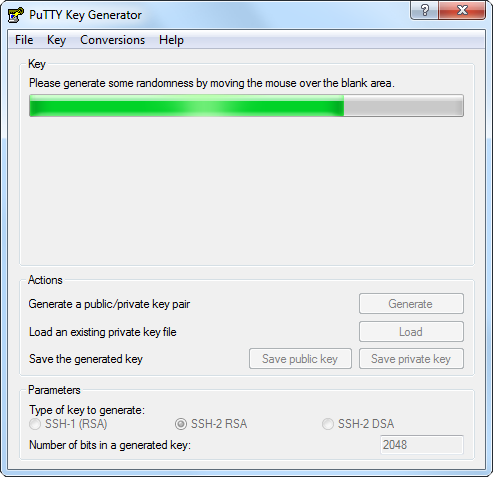 PuTTY Key Generator
File Key Conversions Help
Key
Please generate some randomness by moving the mouse over the blank area.
Actions
Generate a public/private key pair Generate
Load an existing private key file Load
Save the generated key Save public key Save private key
Parameters
Type of key to generate:
SSH-1 (RSA) SSH-2 RSA SSH-2 DSA
Number of bits in a generated key: 2048